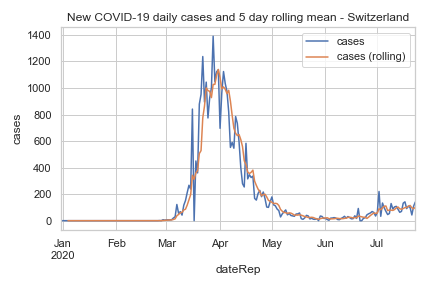 New COVID-19 daily cases and 5 day rolling mean - Switzerland
1400
1200
1000
800
600
400
200
0
cases
cases
cases (rolling)
Jan
2020
Feb
Mar
Apr
May
Jun
Jul
dateRep